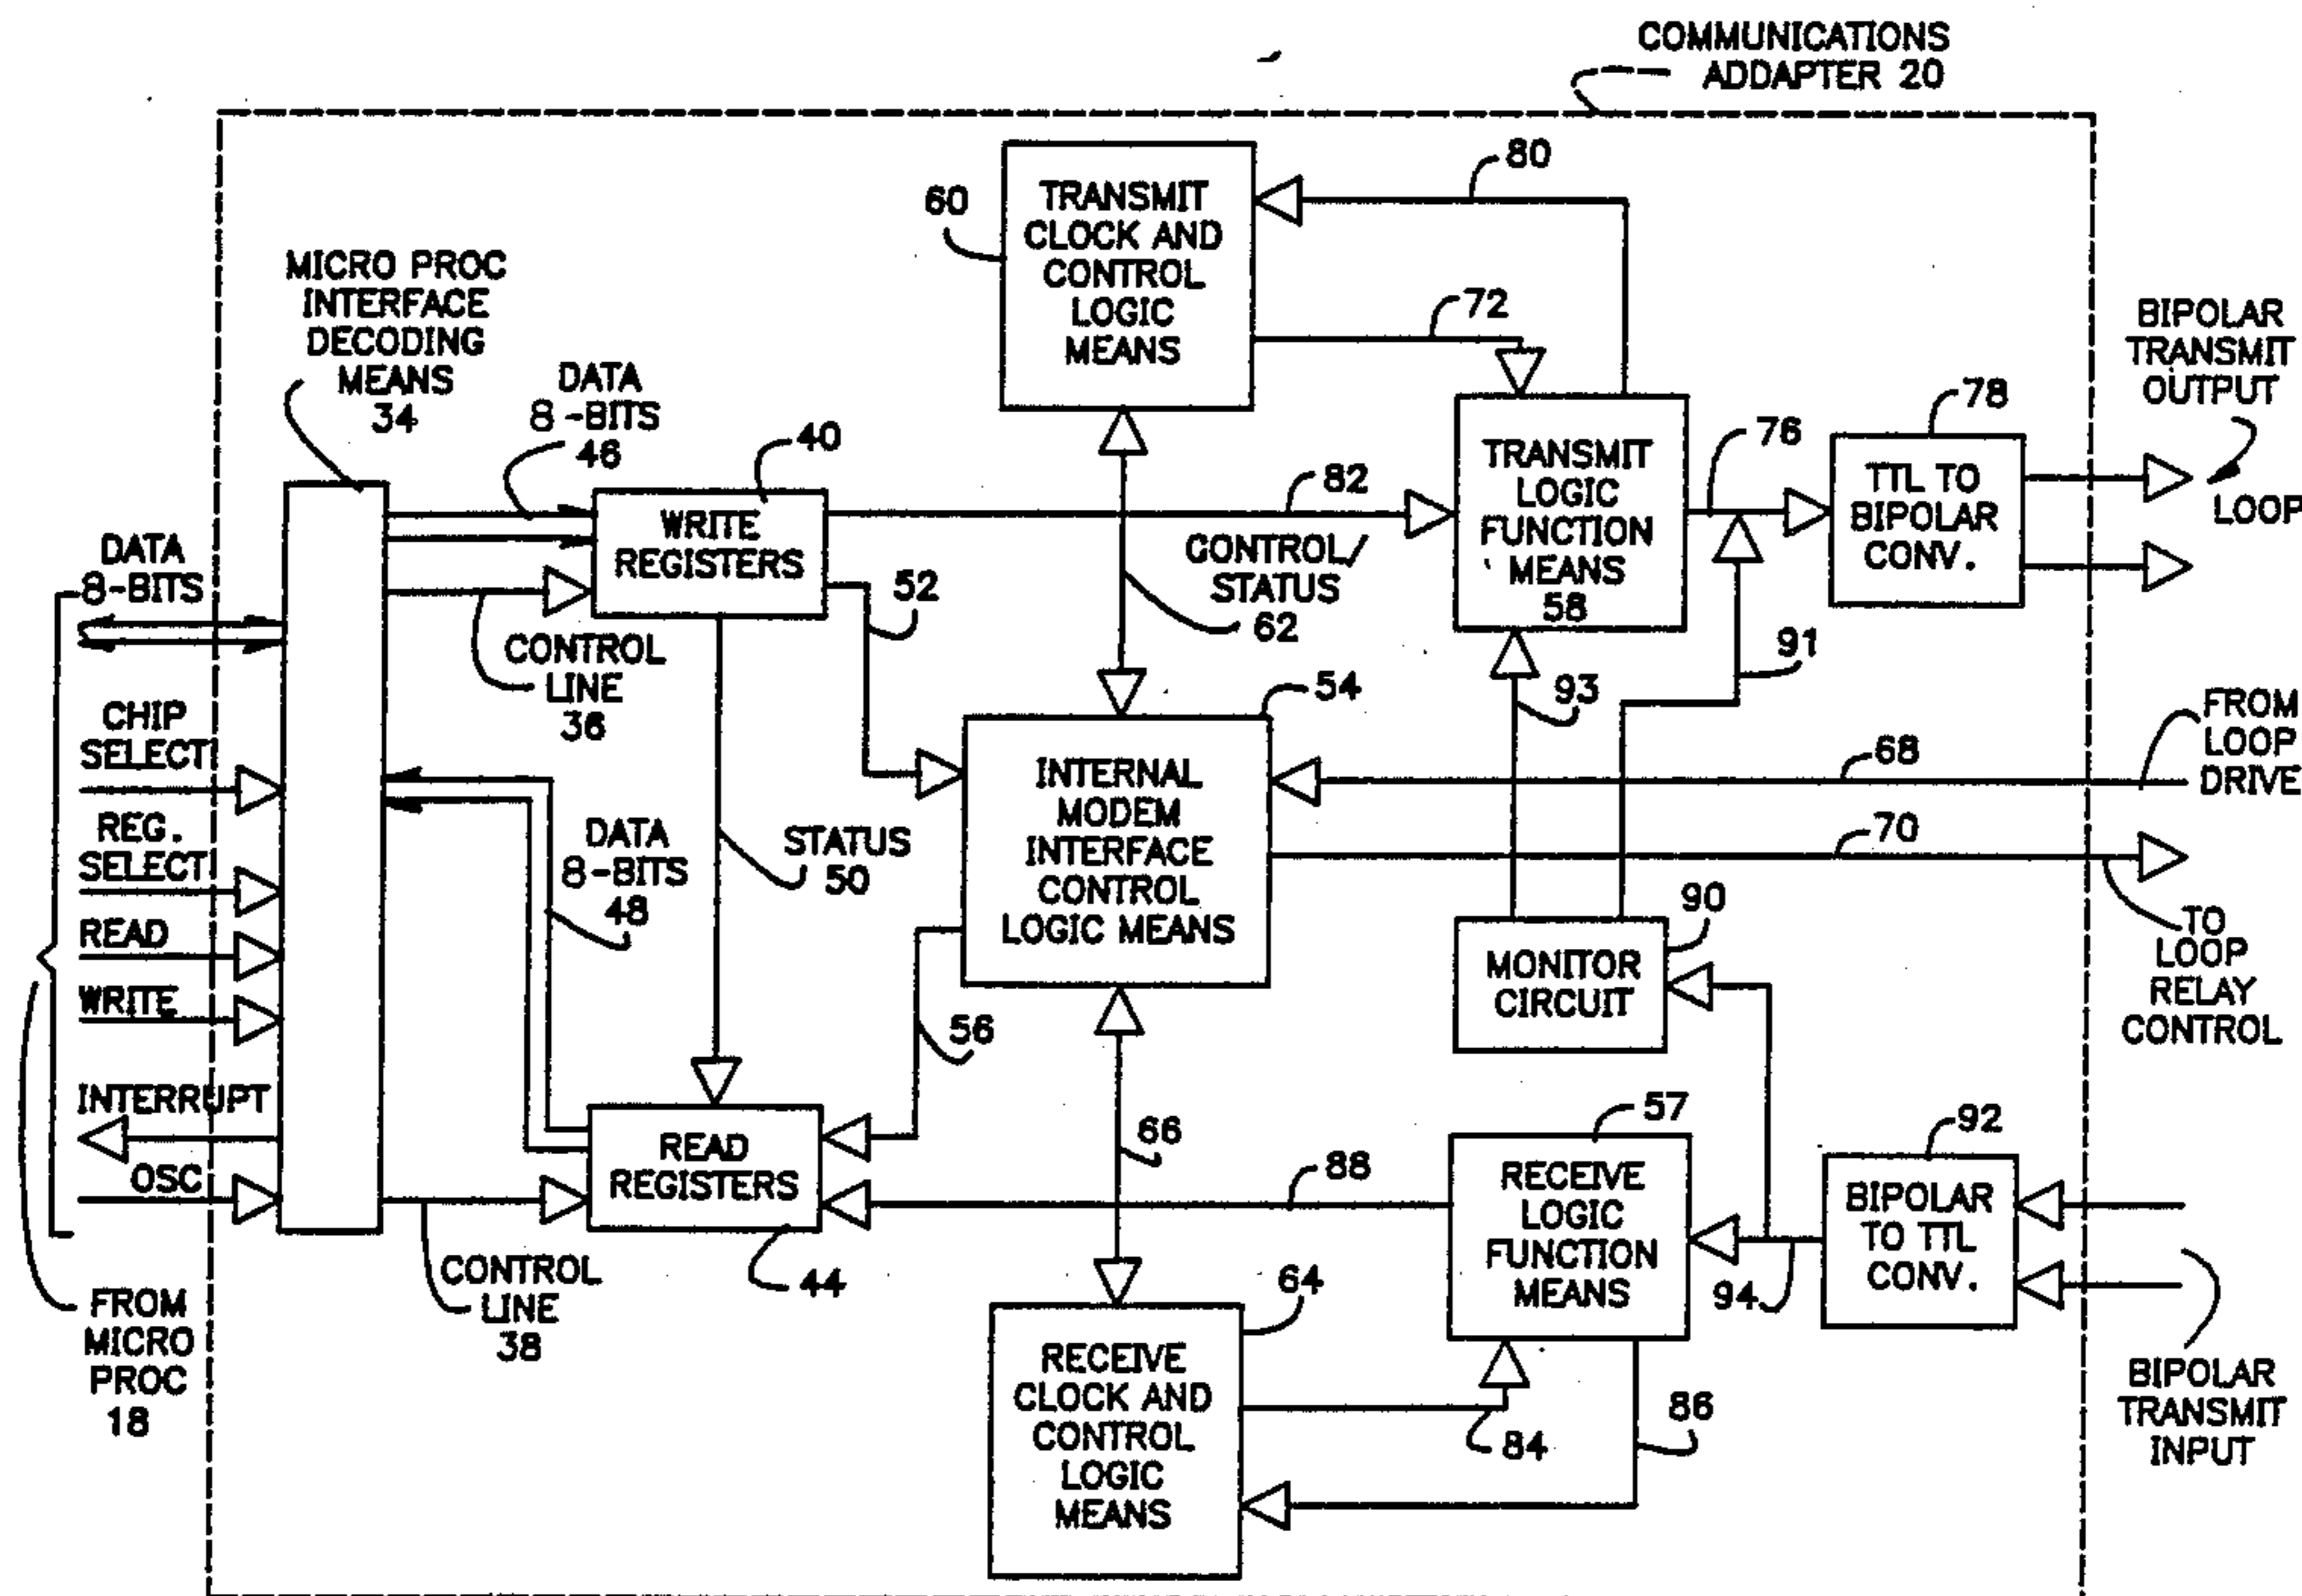 COMMUNICATIONS
ADDAPTER 20
80
TRANSMIT
CLOCK AND
CONTROL
LOGIC
MEANS
60
72
MICRO PROC
INTERFACE
DECODING
MEANS
34
DATA
8-BITS
46
40
WRITE
REGISTERS
82
CONTROL/
STATUS
62
TRANSMIT
LOGIC
FUNCTION
MEANS
58
76
78
TTL TO
BIPOLAR
CONV.
BIPOLAR
TRANSMIT
OUTPUT
LOOP
DATA
8-BITS
CONTROL
LINE
36
52
54
93
91
CHIP
SELECT
REG.
SELECT
READ
WRITE
INTERRUPT
OSC
FROM
MICRO
PROC
18
DATA
8-BITS
48
STATUS
50
INTERNAL
MODEM
INTERFACE
CONTROL
LOGIC MEANS
68
FROM
LOOP
DRIVE
70
TO
LOOP
RELAY
CONTROL
90
MONITOR
CIRCUIT
56
66
READ
REGISTERS
44
CONTROL
LINE
38
88
57
RECEIVE
LOGIC
FUNCTION
MEANS
92
BIPOLAR
TO TTL
CONV.
94
64
RECEIVE
CLOCK AND
CONTROL
LOGIC
MEANS
84
86
BIPOLAR
TRANSMIT
INPUT